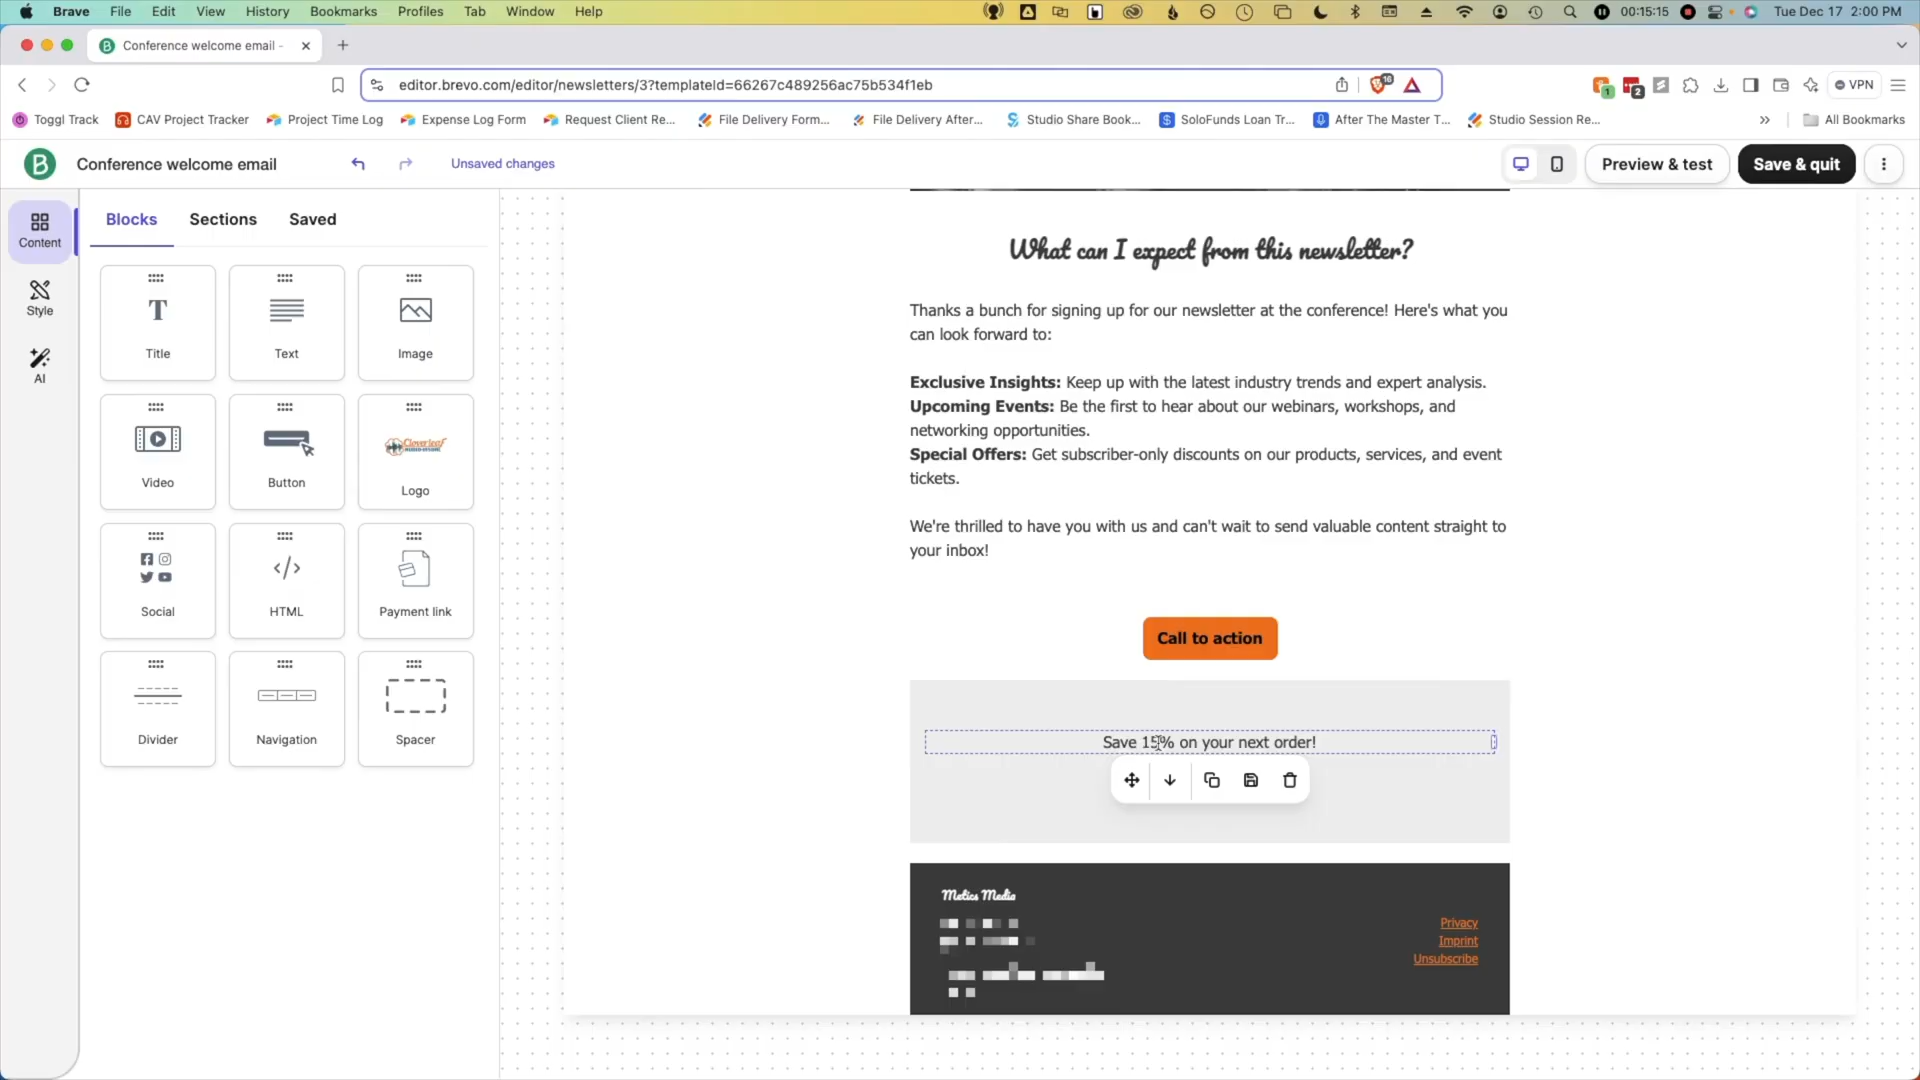 Brave File Edit View History Bookmarks Profiles Tab Window Help 00:15:15 Tue Dec 17 2:00 PM
Conference welcome email -
editor.brevo.com/editor/newsletters/3?templateId=66267c489256ac75b534f1eb 16 1 2 VPN
Toggl Track CAV Project Tracker Project Time Log Expense Log Form Request Client Re... File Delivery Form... File Delivery After... Studio Share Book... SoloFunds Loan Tr... After The Master T... Studio Session Re... All Bookmarks
B Conference welcome email Unsaved changes Preview & test Save & quit
Content
Style
AI
Blocks Sections Saved
Title Text Image
Video Button Logo
Cloverleaf
Social HTML Payment link
Divider Navigation Spacer
What can I expect from this newsletter?
Thanks a bunch for signing up for our newsletter at the conference! Here's what you
can look forward to:
Exclusive Insights: Keep up with the latest industry trends and expert analysis.
Upcoming Events: Be the first to hear about our webinars, workshops, and
networking opportunities.
Special Offers: Get subscriber-only discounts on our products, services, and event
tickets.
We're thrilled to have you with us and can't wait to send valuable content straight to
your inbox!
Call to action
Save 15% on your next order!
Metics Media
Privacy
Imprint
Unsubscribe